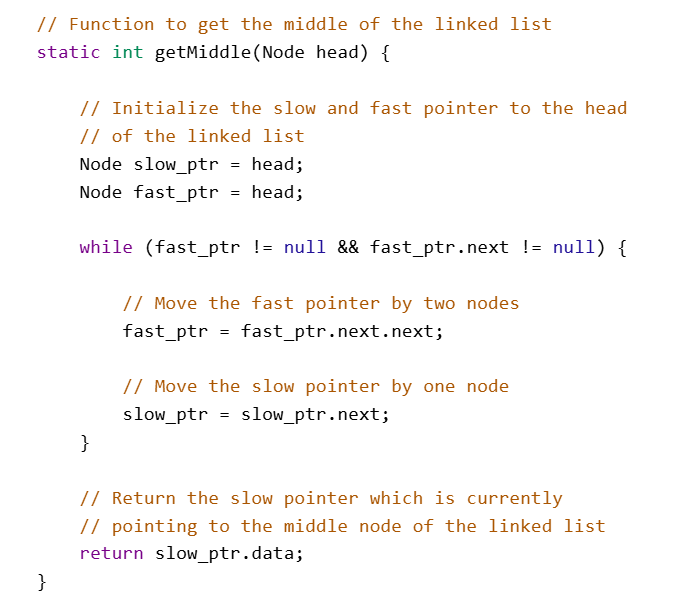 // Function to get the middle of the linked list
static int getMiddle(Node head) {
// Initialize the slow and fast pointer to the head
// of the linked list
Node slow_ptr = head;
Node fast_ptr = head;
while (fast_ptr != null && fast_ptr.next != null) {
// Move the fast pointer by two nodes
fast_ptr = fast_ptr.next.next;
// Move the slow pointer by one node
slow_ptr = slow_ptr.next;
}
// Return the slow pointer which is currently
// pointing to the middle node of the linked list
return slow_ptr.data;
}